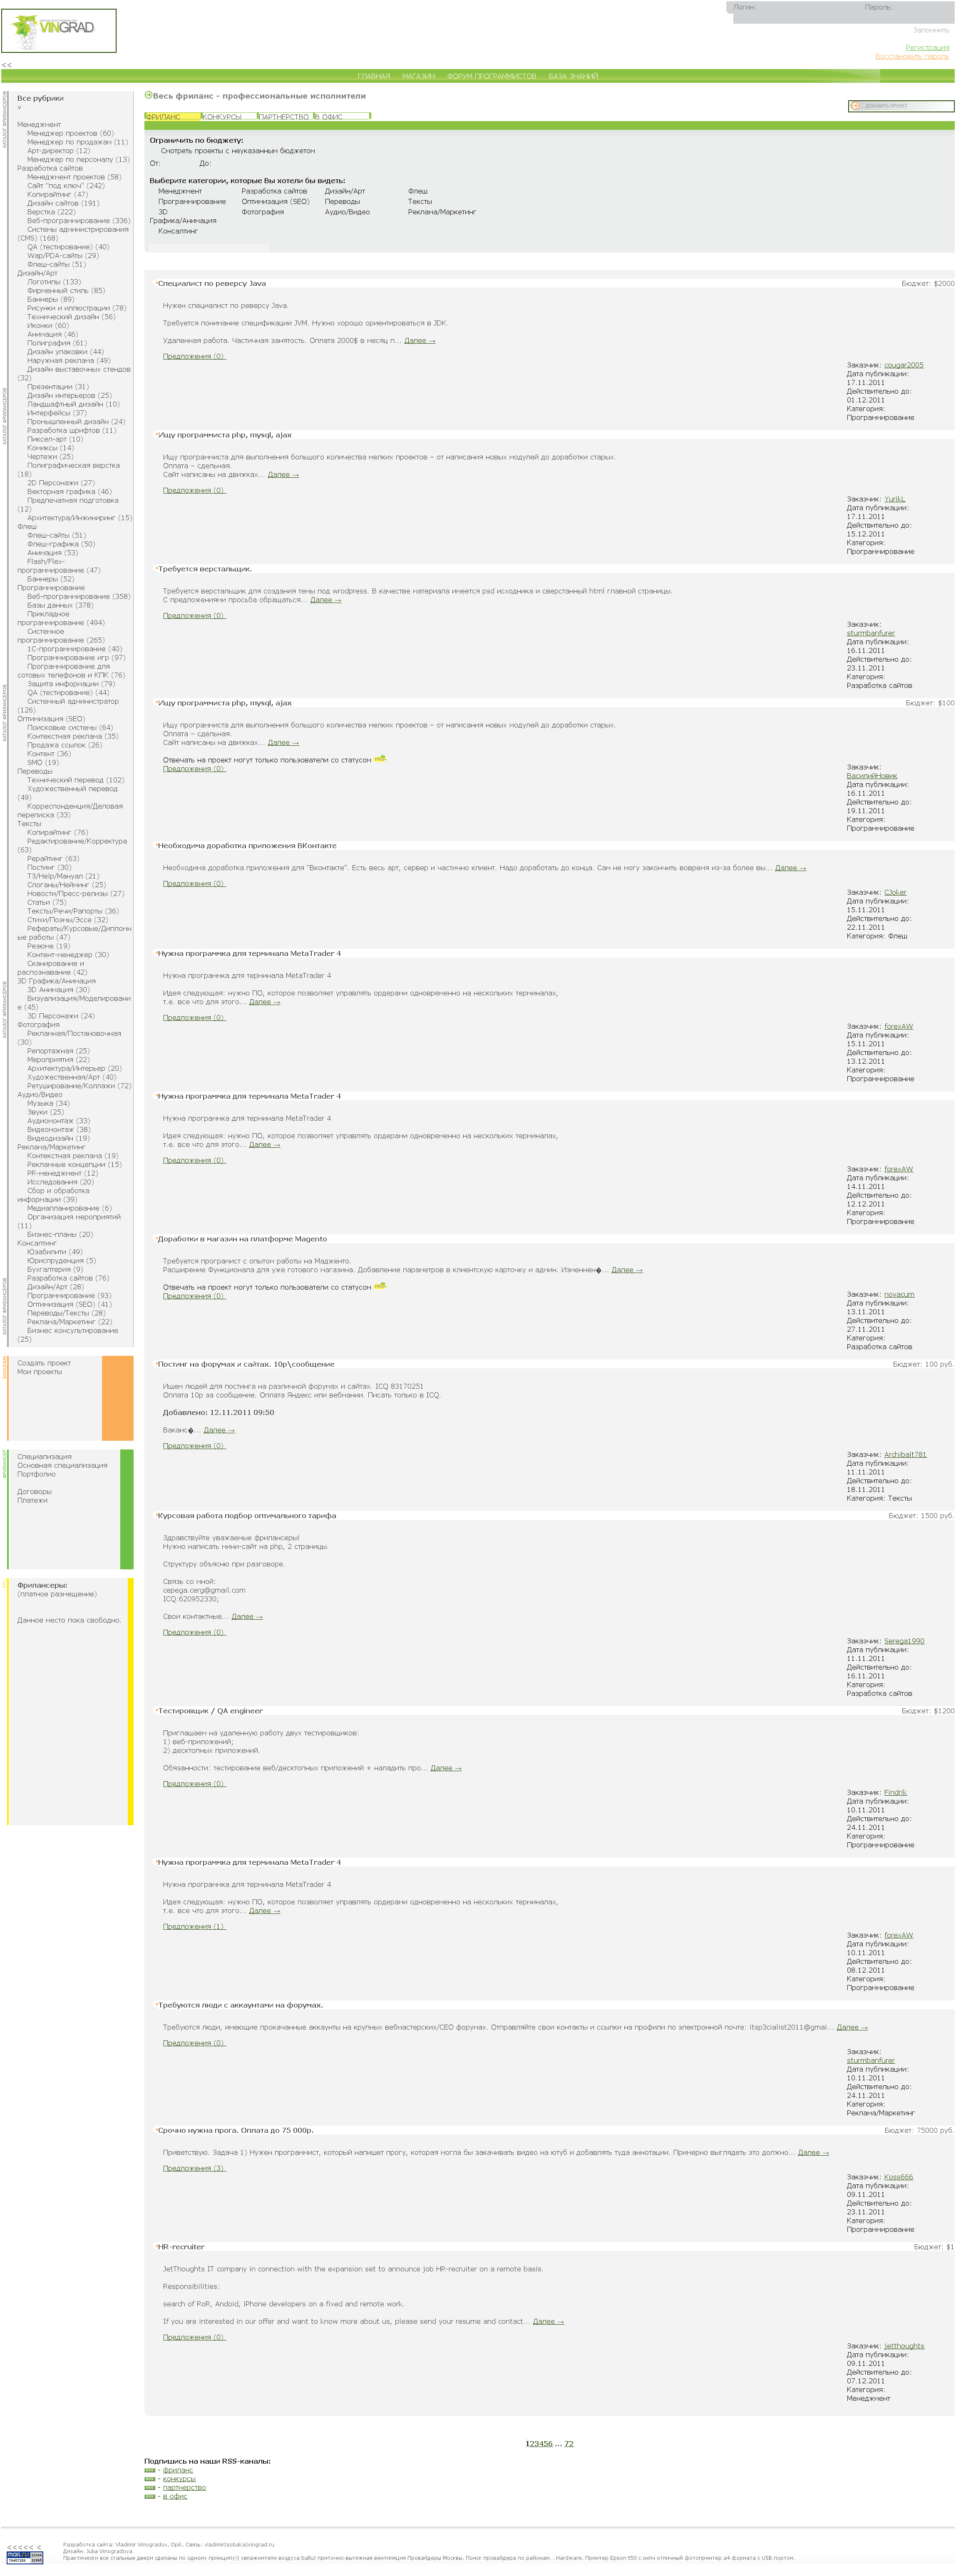 VINGRAD
Логин:
Пароль:
Запомнить
Регистрация
Восстановить пароль
<<
ГЛАВНАЯ МАГАЗИН ФОРУМ ПРОГРАММИСТОВ БАЗА ЗНАНИЙ
КАТАЛОГ ФРИЛАНСЕРОВ
Все рубрики
v
Менеджмент
Менеджер проектов (60)
Менеджер по продажам (11)
Арт-директор (12)
Менеджер по персоналу (13)
Разработка сайтов
Менеджмент проектов (58)
Сайт "под ключ" (242)
Копирайтинг (47)
Дизайн сайтов (191)
Верстка (222)
Веб-программирование (336)
Системы администрирования
(CMS) (168)
QA (тестирование) (40)
Wap/PDA-сайты (29)
Флеш-сайты (51)
Дизайн/Арт
Логотипы (133)
Фирменный стиль (85)
Баннеры (89)
Рисунки и иллюстрации (78)
Технический дизайн (56)
Иконки (60)
Анимация (46)
Полиграфия (61)
Дизайн упаковки (44)
Наружная реклама (49)
Дизайн выставочных стендов
(32)
Презентации (31)
Дизайн интерьеров (25)
Ландшафтный дизайн (10)
Интерфейсы (37)
Промышленный дизайн (24)
Разработка шрифтов (11)
Пиксел-арт (10)
Комиксы (14)
Чертежи (25)
Полиграфическая верстка
(18)
2D Персонажи (27)
Векторная графика (46)
Предпечатная подготовка
(12)
Архитектура/Инжиниринг (15)
Флеш
Флеш-сайты (51)
Флеш-графика (50)
Анимация (53)
Flash/Flex-
программирование (47)
Баннеры (52)
Программирование
Веб-программирование (358)
Базы данных (378)
Прикладное
программирование (494)
Системное
программирование (265)
1С-программирование (40)
Программирование игр (97)
Программирование для
сотовых телефонов и КПК (76)
Защита информации (79)
QA (тестирование) (44)
Системный администратор
(126)
Оптимизация (SEO)
Поисковые системы (64)
Контекстная реклама (35)
Продажа ссылок (26)
Контент (36)
SMO (19)
Переводы
Технический перевод (102)
Художественный перевод
(49)
Корреспонденция/Деловая
переписка (33)
Тексты
Копирайтинг (76)
Редактирование/Корректура
(63)
Рерайтинг (63)
Постинг (30)
ТЗ/Help/Мануал (21)
Слоганы/Нейминг (25)
Новости/Пресс-релизы (27)
Статьи (75)
Тексты/Речи/Рапорты (36)
Стихи/Поэмы/Эссе (32)
Рефераты/Курсовые/Дипломн
ые работы (47)
Резюме (19)
Контент-менеджер (30)
Сканирование и
распознавание (42)
3D Графика/Анимация
3D Анимация (30)
Визуализация/Моделировани
е (45)
3D Персонажи (24)
Фотография
Рекламная/Постановочная
(30)
Репортажная (25)
Мероприятия (22)
Архитектура/Интерьер (20)
Художественная/Арт (40)
Ретуширование/Коллажи (72)
Аудио/Видео
Музыка (34)
Звуки (25)
Аудиомонтаж (33)
Видеомонтаж (38)
Видеодизайн (19)
Реклама/Маркетинг
Контекстная реклама (19)
Рекламные концепции (15)
PR-менеджмент (12)
Исследования (20)
Сбор и обработка
информации (39)
Медиапланирование (6)
Организация мероприятий
(11)
Бизнес-планы (20)
Консалтинг
Юзабилити (49)
Юриспруденция (5)
Бухгалтерия (9)
Разработка сайтов (76)
Дизайн/Арт (28)
Программирование (93)
Оптимизация (SEO) (41)
Переводы/Тексты (28)
Реклама/Маркетинг (22)
Бизнес консультирование
(25)
Создать проект
Мои проекты
Специализация
Основная специализация
Портфолио
Договоры
Платежи
Фрилансеры:
(платное размещение)
Данное место пока свободно.
Весь фриланс - профессиональные исполнители
ДОБАВИТЬ ПРОЕКТ
ФРИЛАНС КОНКУРСЫ ПАРТНЕРСТВО В ОФИС
Ограничить по бюджету:
Смотреть проекты с неуказанным бюджетом
От: До:
Выберите категории, которые Вы хотели бы видеть:
Менеджмент Разработка сайтов Дизайн/Арт Флеш
Программирование Оптимизация (SEO) Переводы Тексты
3D Графика/Анимация Фотография Аудио/Видео Реклама/Маркетинг
Консалтинг
Специалист по реверсу Java Бюджет: $2000
Нужен специалист по реверсу Java.
Требуется понимание спецификации JVM. Нужно хорошо ориентироваться в JDK.
Удаленная работа. Частичная занятость. Оплата 2000$ в месяц п... Далее →
Предложения (0)
Заказчик: cougar2005
Дата публикации:
17.11.2011
Действительно до:
01.12.2011
Категория:
Программирование
Ищу программиста php, mysql, ajax
Ищу программиста для выполнения большого количества мелких проектов – от написания новых модулей до доработки старых.
Оплата – сдельная.
Сайт написаны на движках... Далее →
Предложения (0)
Заказчик: YurikL
Дата публикации:
17.11.2011
Действительно до:
15.12.2011
Категория:
Программирование
Требуется верстальщик.
Требуется верстальщик для создания темы под wrodpress. В качестве материала имеется psd исходника и сверстанный html главной страницы.
С предложениями просьба обращаться... Далее →
Предложения (0)
Заказчик:
sturmbanfurer
Дата публикации:
16.11.2011
Действительно до:
23.11.2011
Категория:
Разработка сайтов
Ищу программиста php, mysql, ajax Бюджет: $100
Ищу программиста для выполнения большого количества мелких проектов – от написания новых модулей до доработки старых.
Оплата – сдельная.
Сайт написаны на движках... Далее →
Отвечать на проект могут только пользователи со статусом
Предложения (0)
Заказчик:
ВасилийНовик
Дата публикации:
16.11.2011
Действительно до:
19.11.2011
Категория:
Программирование
Необходима доработка приложения ВКонтакте
Необходима доработка приложения для "Вконтакте". Есть весь арт, сервер и частично клиент. Надо доработать до конца. Сам не могу закончить вовремя из-за более вы... Далее →
Предложения (0)
Заказчик: CJoker
Дата публикации:
15.11.2011
Действительно до:
22.11.2011
Категория: Флеш
Нужна программка для терминала MetaTrader 4
Нужна программка для терминала MetaTrader 4
Идея следующая: нужно ПО, которое позволяет управлять ордерами одновременно на нескольких терминалах,
т.е. все что для этого... Далее →
Предложения (0)
Заказчик: forexAW
Дата публикации:
15.11.2011
Действительно до:
13.12.2011
Категория:
Программирование
Нужна программка для терминала MetaTrader 4
Нужна программка для терминала MetaTrader 4
Идея следующая: нужно ПО, которое позволяет управлять ордерами одновременно на нескольких терминалах,
т.е. все что для этого... Далее →
Предложения (0)
Заказчик: forexAW
Дата публикации:
14.11.2011
Действительно до:
12.12.2011
Категория:
Программирование
Доработки в магазин на платформе Magento
Требуется програмист с опытом работы на Мадженто.
Расширение Функционала для уже готового магазина. Добавление параметров в клиентскую карточку и админ. Изменнен�... Далее →
Отвечать на проект могут только пользователи со статусом
Предложения (0)
Заказчик: novacum
Дата публикации:
13.11.2011
Действительно до:
27.11.2011
Категория:
Разработка сайтов
Постинг на форумах и сайтах. 10р\сообщение Бюджет: 100 руб.
Ищем людей для постинга на различной форумах и сайтах. ICQ 83170251
Оплата 10р за сообщение. Оплата Яндекс или вебмании. Писать только в ICQ.
Добавлено: 12.11.2011 09:50
Ваканс�... Далее →
Предложения (0)
Заказчик: Archibalt781
Дата публикации:
11.11.2011
Действительно до:
18.11.2011
Категория: Тексты
Курсовая работа подбор оптимального тарифа Бюджет: 1500 руб.
Здравствуйте уважаемые фрилансеры!
Нужно написать мини-сайт на php, 2 страницы.
Структуру объясню при разговоре.
Связь со мной:
cepega.cerg@gmail.com
ICQ:620952330;
Свои контактные... Далее →
Предложения (0)
Заказчик: Serega1990
Дата публикации:
11.11.2011
Действительно до:
16.11.2011
Категория:
Разработка сайтов
Тестировщик / QA engineer Бюджет: $1200
Приглашаем на удаленную работу двух тестировщиков:
1) веб-приложений;
2) десктопных приложений.
Обязанности: тестирование веб/десктопных приложений + наладить про... Далее →
Предложения (0)
Заказчик: Findrik
Дата публикации:
10.11.2011
Действительно до:
24.11.2011
Категория:
Программирование
Нужна программка для терминала MetaTrader 4
Нужна программка для терминала MetaTrader 4
Идея следующая: нужно ПО, которое позволяет управлять ордерами одновременно на нескольких терминалах,
т.е. все что для этого... Далее →
Предложения (1)
Заказчик: forexAW
Дата публикации:
10.11.2011
Действительно до:
08.12.2011
Категория:
Программирование
Требуются люди с аккаунтами на форумах.
Требуются люди, имеющие прокачанные аккаунты на крупных вебмастерских/СЕО форумах. Отправляйте свои контакты и ссылки на профили по электронной почте: itsp3cialist2011@gmai... Далее →
Предложения (0)
Заказчик:
sturmbanfurer
Дата публикации:
10.11.2011
Действительно до:
24.11.2011
Категория:
Реклама/Маркетинг
Срочно нужна прога. Оплата до 75 000р. Бюджет: 75000 руб.
Приветствую. Задача 1) Нужен программист, который напишет прогу, которая могла бы закачивать видео на ютуб и добавлять туда аннотации. Примерно выглядеть это должно... Далее →
Предложения (3)
Заказчик: Koss666
Дата публикации:
09.11.2011
Действительно до:
23.11.2011
Категория:
Программирование
HR-recruiter Бюджет: $1
JetThoughts IT company in connection with the expansion set to announce job HR-recruiter on a remote basis.
Responsibilities:
search of RoR, Andoid, iPhone developers on a fixed and remote work.
If you are interested in our offer and want to know more about us, please send your resume and contact... Далее →
Предложения (0)
Заказчик: jetthoughts
Дата публикации:
09.11.2011
Действительно до:
07.12.2011
Категория:
Менеджмент
123456 ... 72
Подпишись на наши RSS-каналы:
- фриланс
- конкурсы
- партнерство
- в офис
<<<<< <
Разработка сайта: Vladimir Vinogradov, Opik. Связь: vladimir(sobaka)vingrad.ru
Дизайн: Julia Vinogradova
Практически все стальные двери сделаны по одному принципу!) увлажнители воздуха ballu| приточно-вытяжная вентиляция Провайдеры Москвы. Поиск провайдера по районам. . Hardware. Принтер Epson t50 с снпч отличный фотопринтер а4 формата с USB портом.